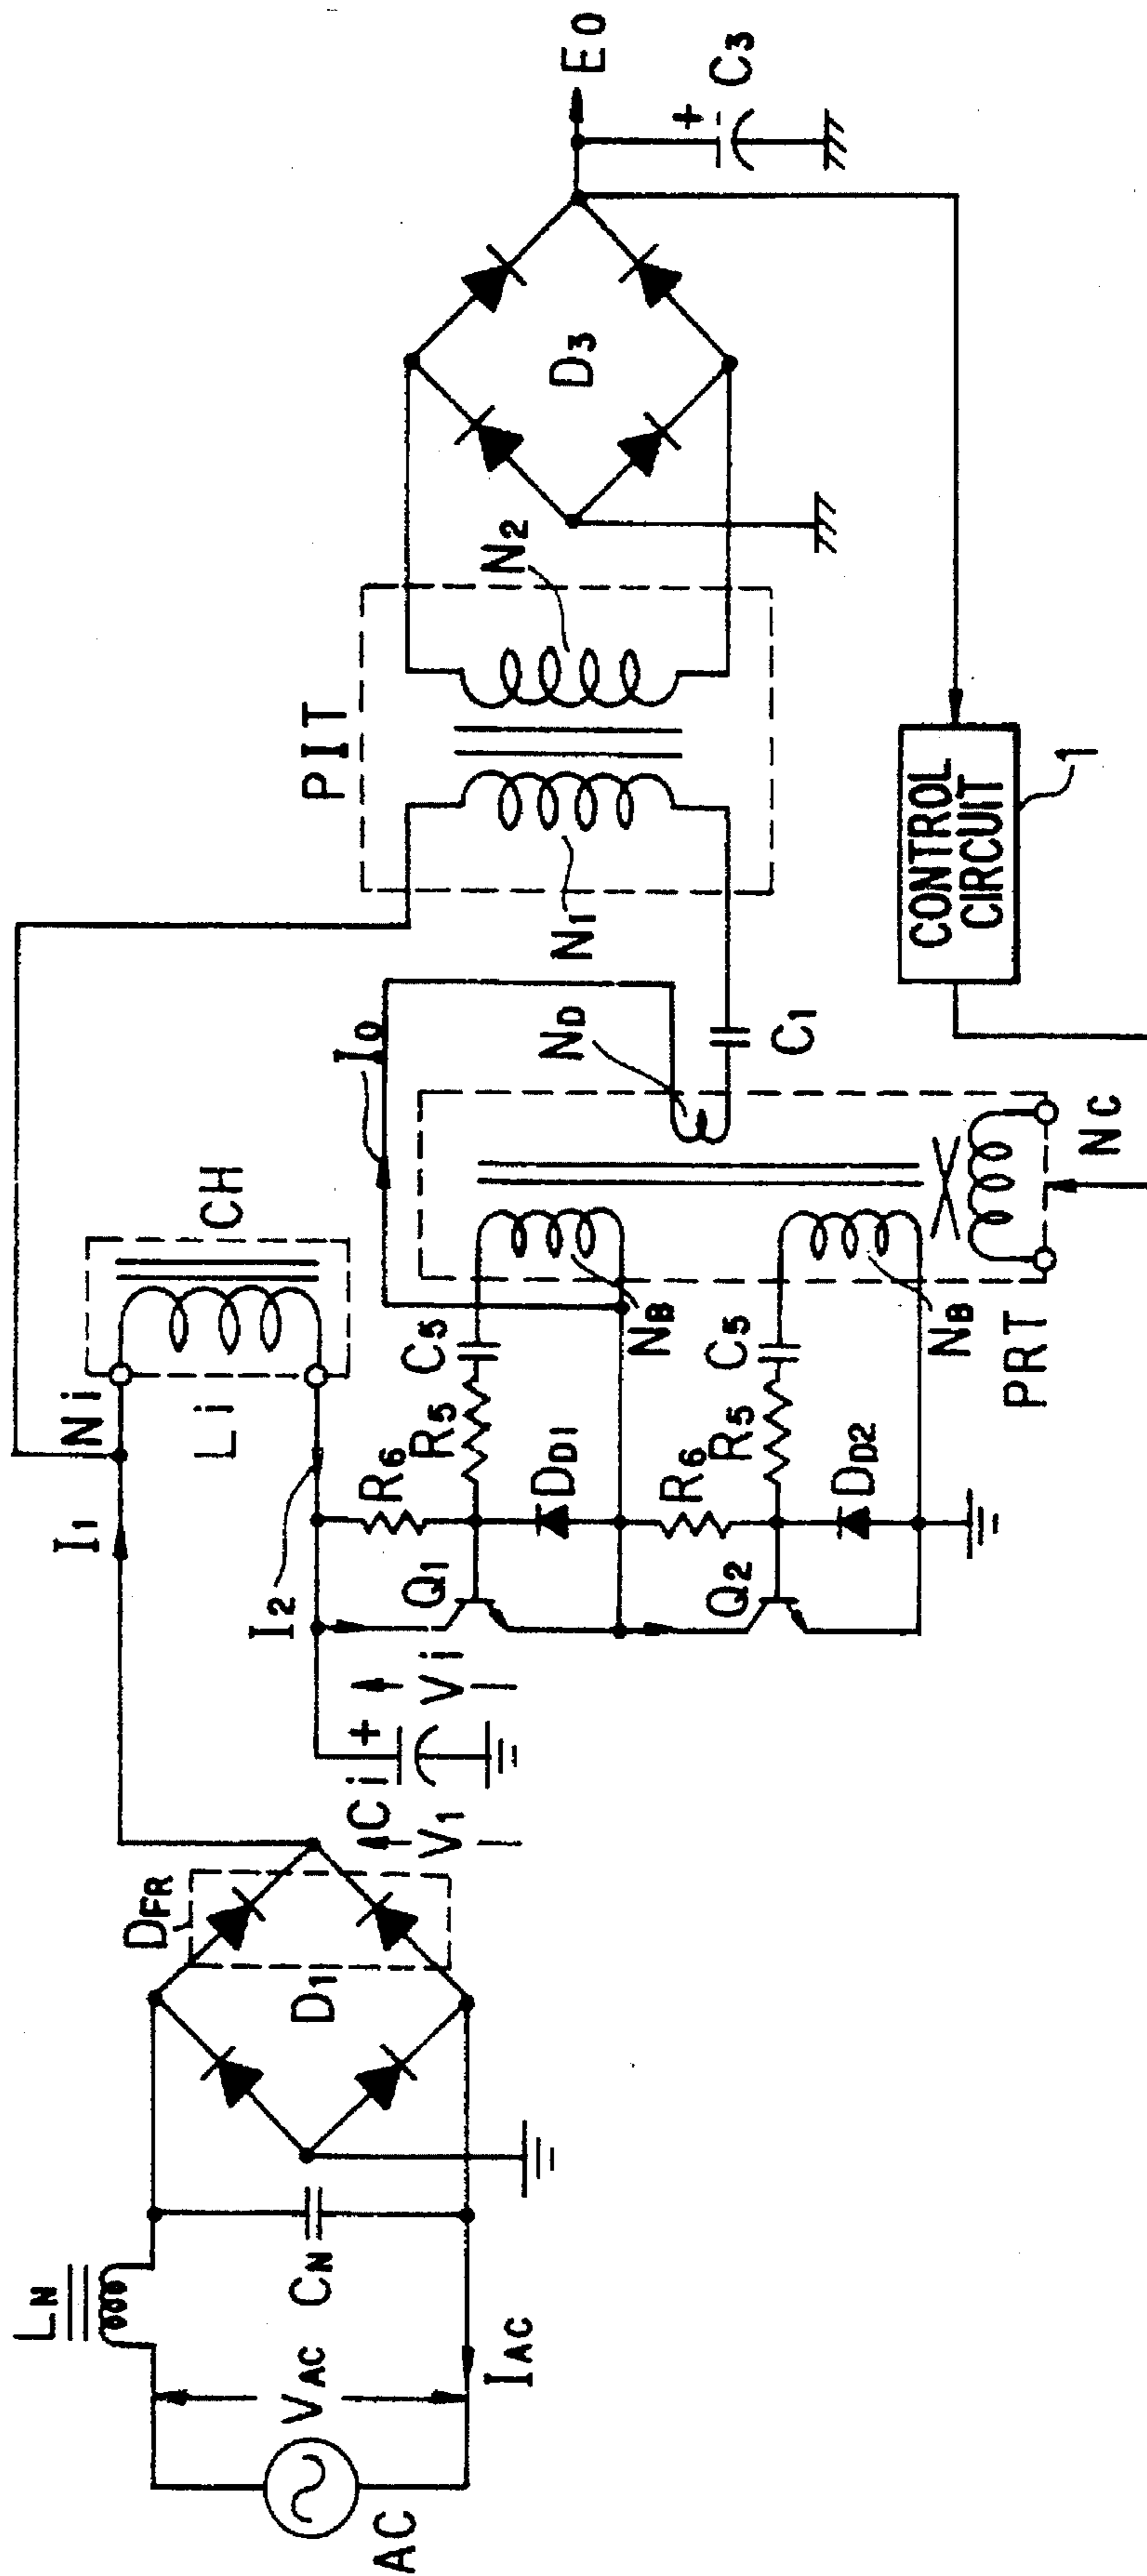 AC
VAC
IAC
LN
CN
D1
DFR
V1
Ci
+
Vi
I1
I2
Ni
Li
CH
Q1
R6
R5
C5
DD1
NB
Q2
R6
R5
C5
DD2
NB
PRT
NC
IO
ND
C1
N1
PIT
N2
D3
EO
+
C3
CONTROL
CIRCUIT
1